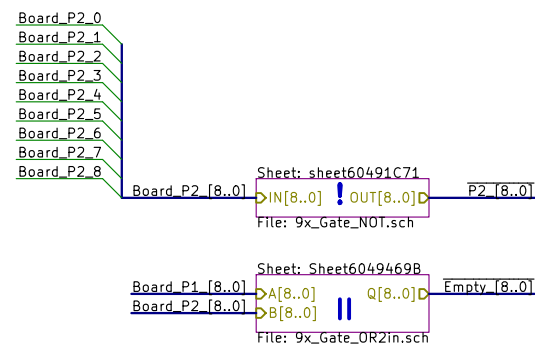 Board_P2_0
Board_P2_1
Board_P2_2
Board_P2_3
Board_P2_4
Board_P2_5
Board_P2_6
Board_P2_7
Board_P2_8
Sheet: sheet60491C71
Board_P2_[8..0] IN[8..0] ! OUT[8..0] P2_[8..0]
File: 9x_Gate_NOT.sch
Sheet: Sheet6049469B
Board_P1_[8..0] A[8..0] Q[8..0] Empty_[8..0]
Board_P2_[8..0] B[8..0] ||
File: 9x_Gate_OR2in.sch